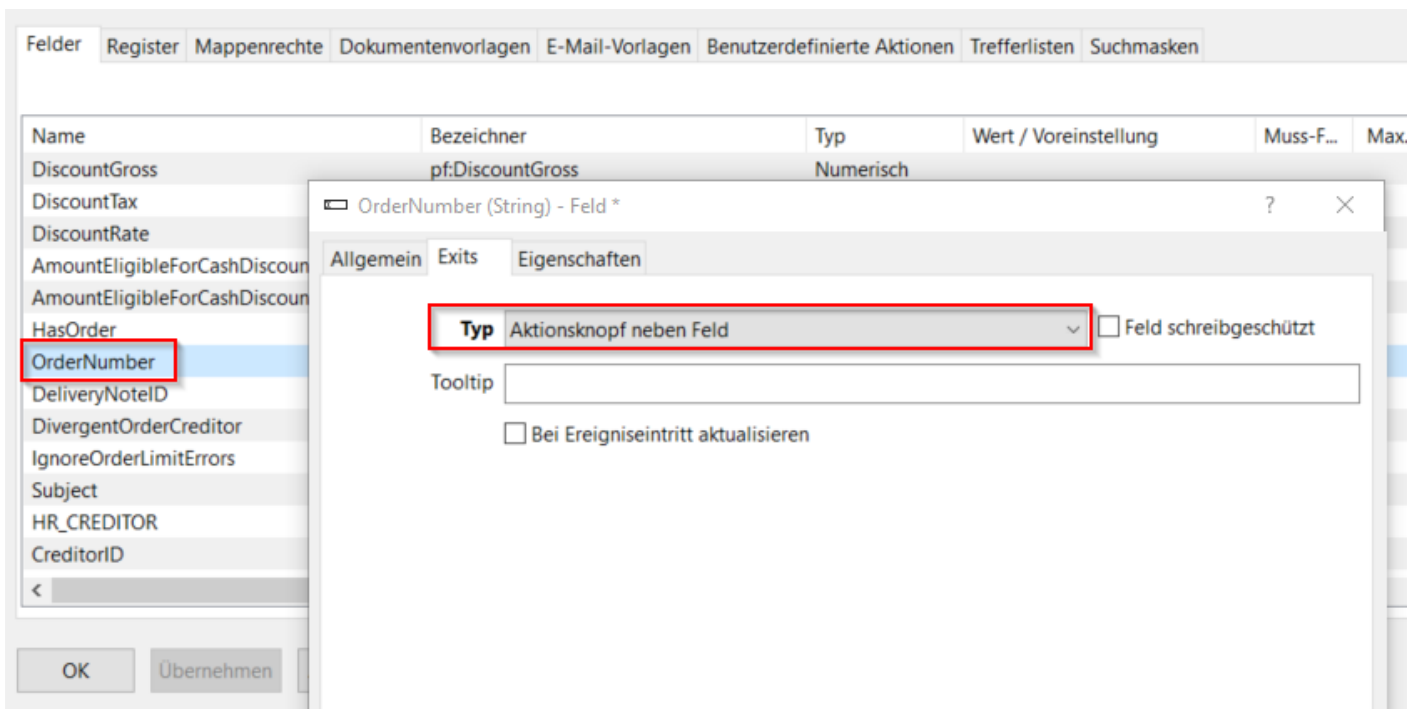 Felder Register Mappenrechte Dokumentenvorlagen E-Mail-Vorlagen Benutzerdefinierte Aktionen Trefferlisten Suchmasken
Name Bezeichner Typ Wert / Voreinstellung Muss-F... Max.
DiscountGross pf:DiscountGross Numerisch
DiscountTax
OrderNumber (String) - Feld * ?
DiscountRate
AmountEligibleForCashDiscoun
Allgemein Exits Eigenschaften
AmountEligibleForCashDiscoun
HasOrder
Typ Aktionsknopf neben Feld Feld schreibgeschützt
OrderNumber
DeliveryNoteID
Tooltip
DivergentOrderCreditor
Bei Ereigniseintritt aktualisieren
IgnoreOrderLimitErrors
Subject
HR_CREDITOR
CreditorID
<
OK Übernehmen